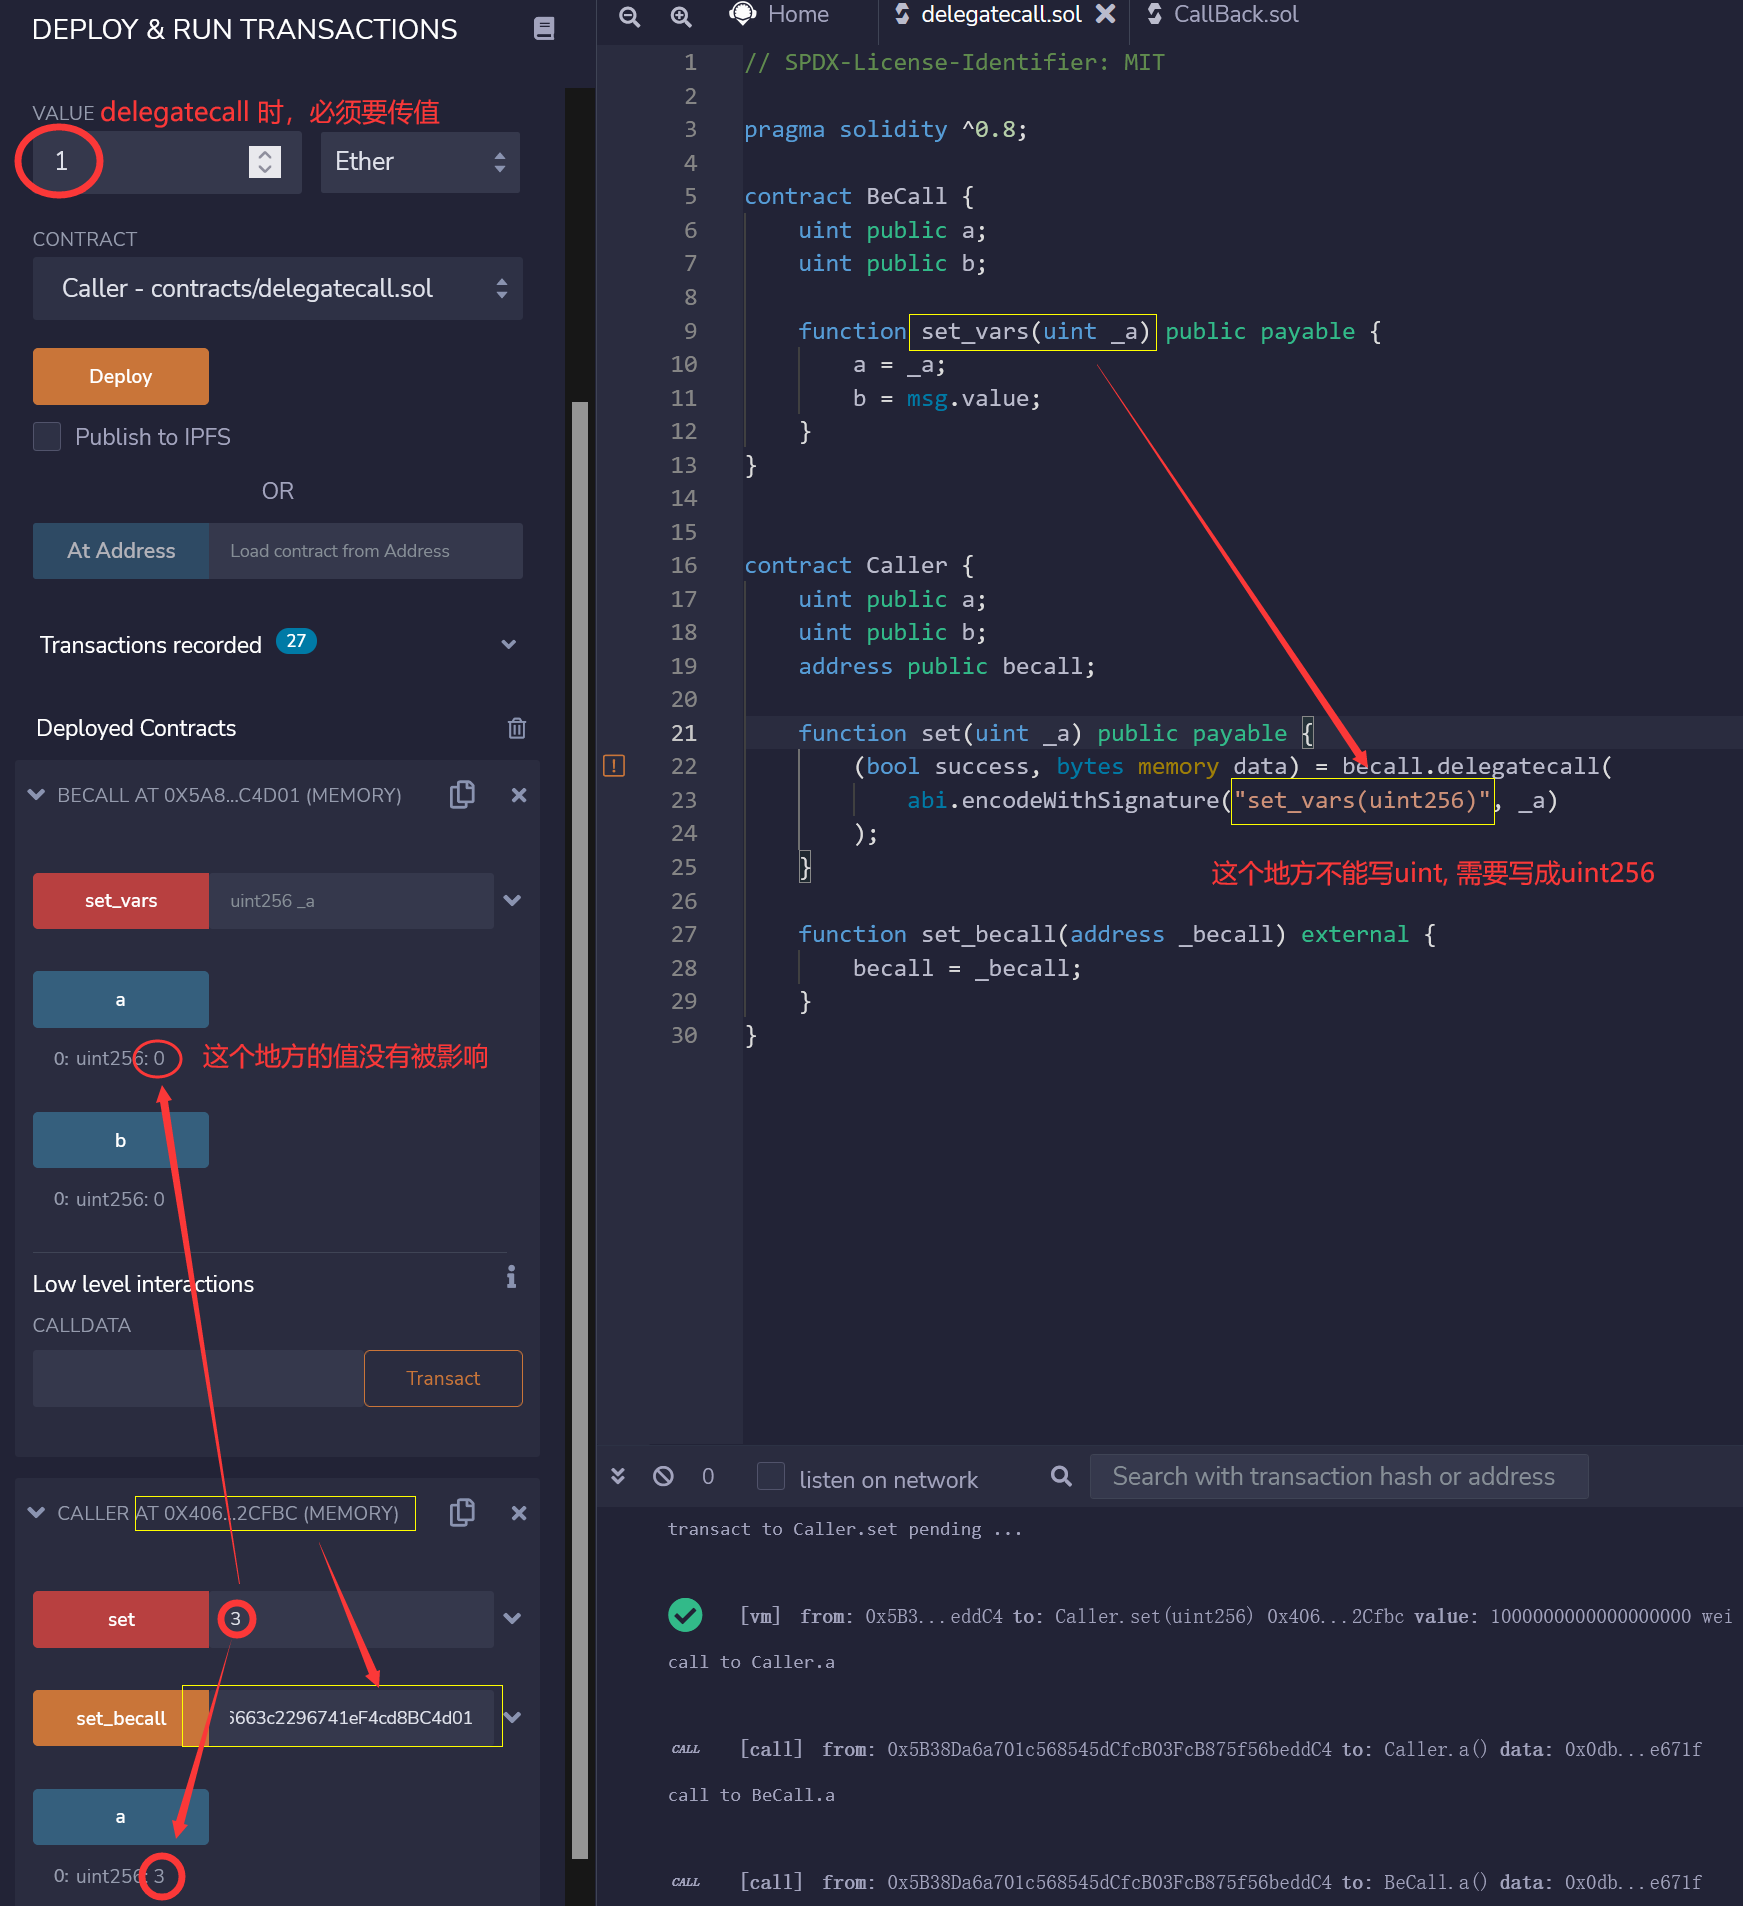 DEPLOY & RUN TRANSACTIONS
VALUE delegatecall 时，必须要传值
1
Ether
CONTRACT
Caller - contracts/delegatecall.sol
Deploy
Publish to IPFS
OR
At Address Load contract from Address
Transactions recorded 27
Deployed Contracts
BECALL AT 0X5A8...C4D01 (MEMORY)
set_vars uint256 _a
a
0: uint256: 0 这个地方的值没有被影响
b
0: uint256: 0
Low level interactions
CALLDATA
Transact
CALLER AT 0X406...2CFBC (MEMORY)
set 3
set_becall 6663c2296741eF4cd8BC4d01
a
0: uint256: 3
Home delegatecall.sol CallBack.sol
1 // SPDX-License-Identifier: MIT
2
3 pragma solidity ^0.8;
4
5 contract BeCall {
6 uint public a;
7 uint public b;
8
9 function set_vars(uint _a) public payable {
10 a = _a;
11 b = msg.value;
12 }
13 }
14
15
16 contract Caller {
17 uint public a;
18 uint public b;
19 address public becall;
20
21 function set(uint _a) public payable {
22 (bool success, bytes memory data) = becall.delegatecall(
23 abi.encodeWithSignature("set_vars(uint256)", _a)
24 );
25 }
这个地方不能写uint, 需要写成uint256
26
27 function set_becall(address _becall) external {
28 becall = _becall;
29 }
30 }
0 listen on network Search with transaction hash or address
transact to Caller.set pending ...
[vm] from: 0x5B3...eddC4 to: Caller.set(uint256) 0x406...2Cfbc value: 1000000000000000000 wei
call to Caller.a
CALL [call] from: 0x5B38Da6a701c568545dCfcB03FcB875f56beddC4 to: Caller.a() data: 0x0db...e671f
call to BeCall.a
CALL [call] from: 0x5B38Da6a701c568545dCfcB03FcB875f56beddC4 to: BeCall.a() data: 0x0db...e671f